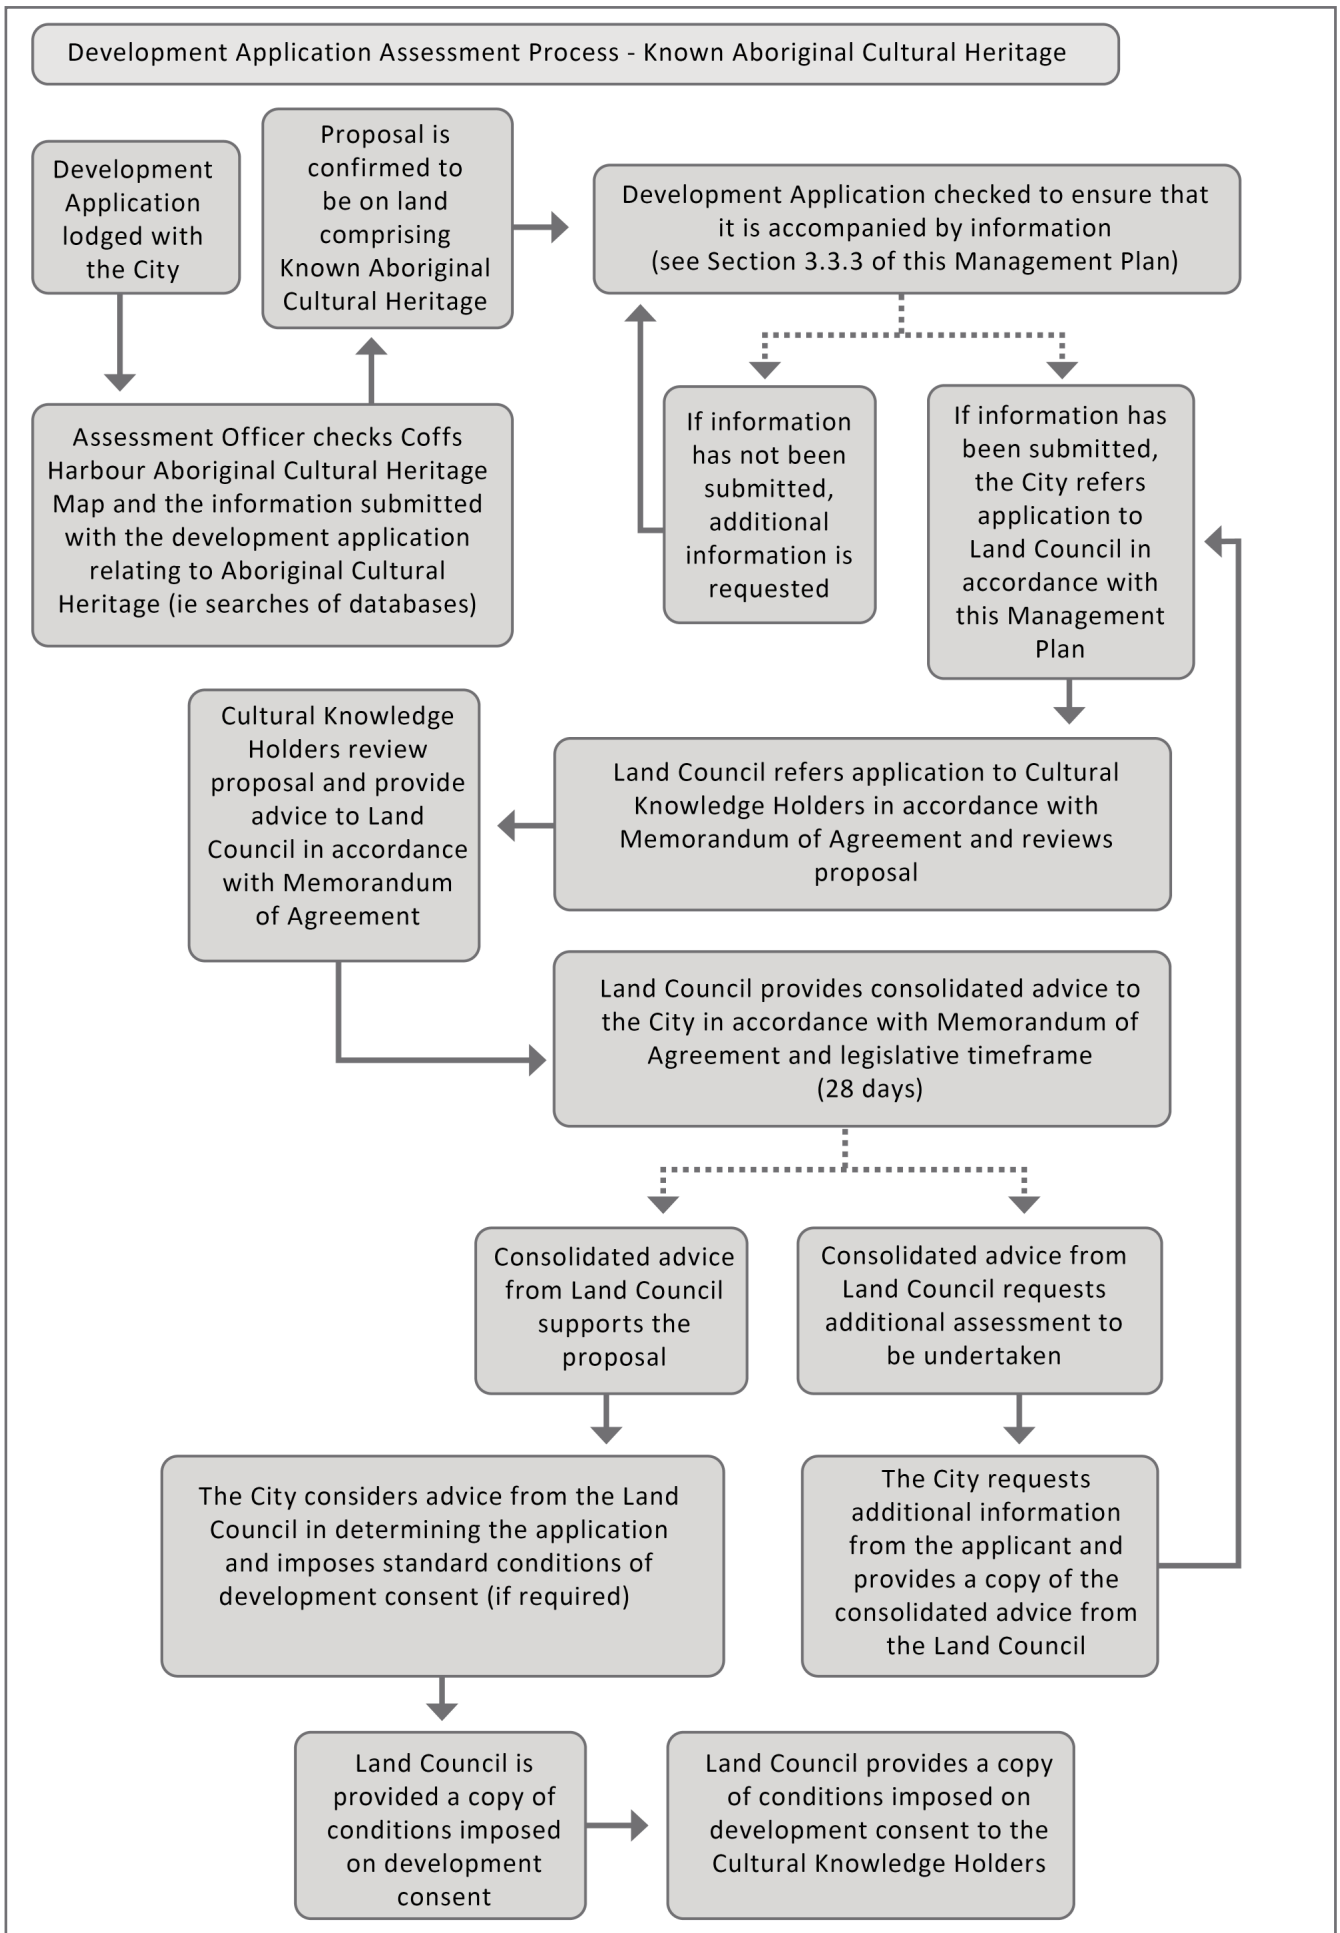 Development Application Assessment Process - Known Aboriginal Cultural Heritage
Development
Application
lodged with
the City
Proposal is
confirmed to
be on land
comprising
Known Aboriginal
Cultural Heritage
Development Application checked to ensure that
it is accompanied by information
(see Section 3.3.3 of this Management Plan)
Assessment Officer checks Coffs
Harbour Aboriginal Cultural Heritage
Map and the information submitted
with the development application
relating to Aboriginal Cultural
Heritage (ie searches of databases)
If information
has not been
submitted,
additional
information is
requested
If information has
been submitted,
the City refers
application to
Land Council in
accordance with
this Management
Plan
Cultural Knowledge
Holders review
proposal and provide
advice to Land
Council in accordance
with Memorandum
of Agreement
Land Council refers application to Cultural
Knowledge Holders in accordance with
Memorandum of Agreement and reviews
proposal
Land Council provides consolidated advice to
the City in accordance with Memorandum of
Agreement and legislative timeframe
(28 days)
Consolidated advice
from Land Council
supports the
proposal
Consolidated advice from
Land Council requests
additional assessment to
be undertaken
The City considers advice from the Land
Council in determining the application
and imposes standard conditions of
development consent (if required)
The City requests
additional information
from the applicant and
provides a copy of the
consolidated advice from
the Land Council
Land Council is
provided a copy of
conditions imposed
on development
consent
Land Council provides a copy
of conditions imposed on
development consent to the
Cultural Knowledge Holders